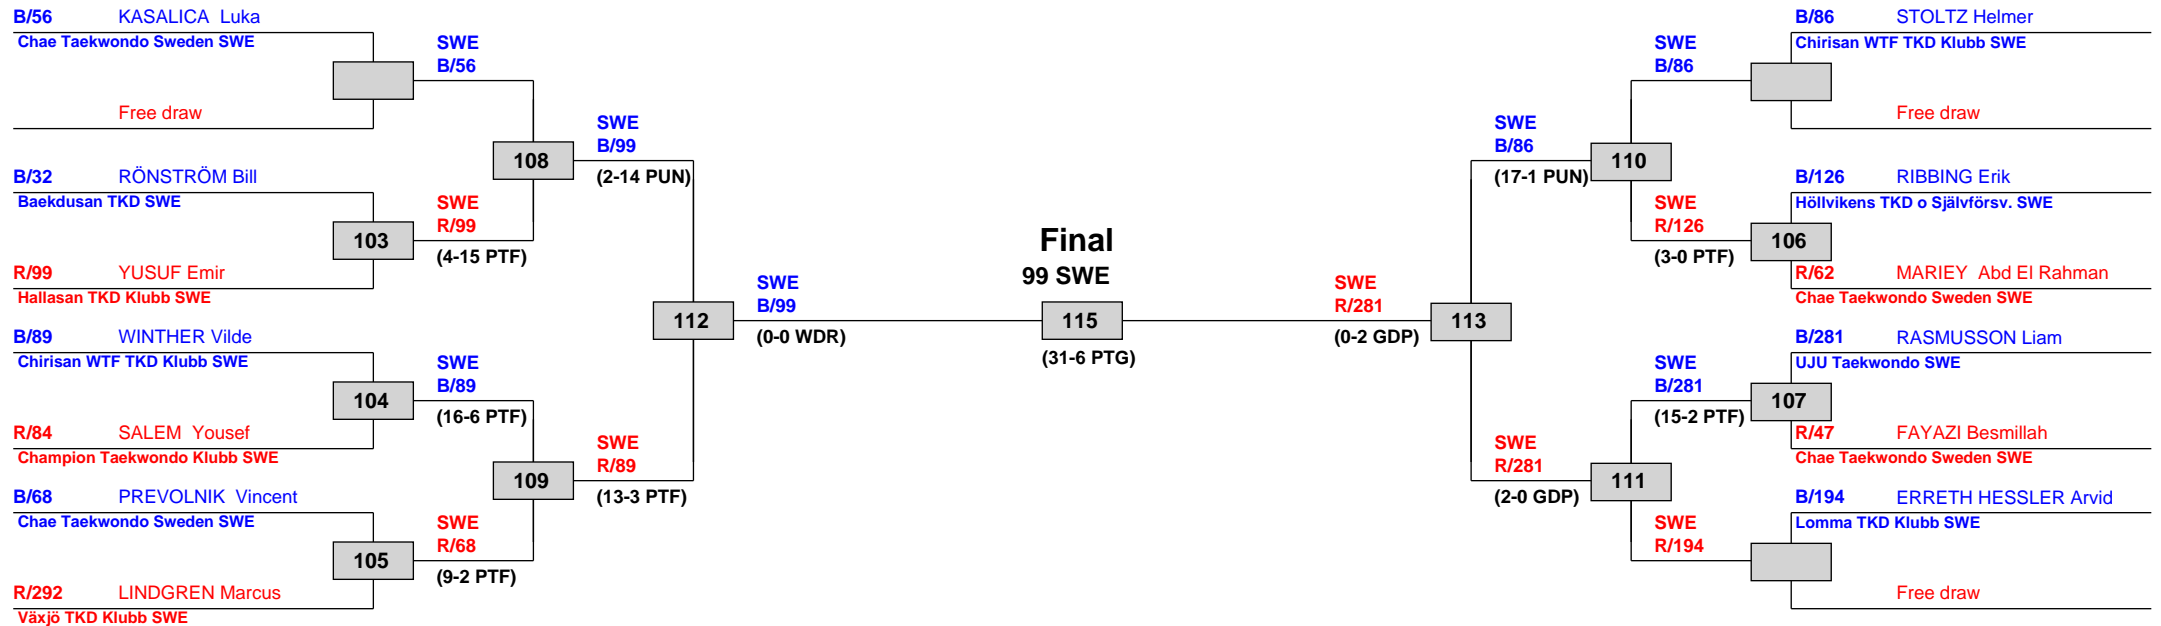 B/56 KASALICA Luka
Chae Taekwondo Sweden SWE
Free draw
B/32 RÖNSTRÖM Bill
Baekdusan TKD SWE
R/99 YUSUF Emir
Hallasan TKD Klubb SWE
B/89 WINTHER Vilde
Chirisan WTF TKD Klubb SWE
R/84 SALEM Yousef
Champion Taekwondo Klubb SWE
B/68 PREVOLNIK Vincent
Chae Taekwondo Sweden SWE
R/292 LINDGREN Marcus
Växjö TKD Klubb SWE
103
104
105
SWE
B/56
SWE
R/99
(4-15 PTF)
SWE
B/89
(16-6 PTF)
SWE
R/68
(9-2 PTF)
108
109
SWE
B/99
(2-14 PUN)
SWE
R/89
(13-3 PTF)
112
SWE
B/99
(0-0 WDR)
Final
99 SWE
115
(31-6 PTG)
SWE
R/281
(0-2 GDP)
113
SWE
B/86
(17-1 PUN)
SWE
R/281
(2-0 GDP)
110
111
SWE
B/86
SWE
R/126
(3-0 PTF)
SWE
B/281
(15-2 PTF)
SWE
R/194
106
107
B/86 STOLTZ Helmer
Chirisan WTF TKD Klubb SWE
Free draw
B/126 RIBBING Erik
Höllvikens TKD o Självförsv. SWE
R/62 MARIEY Abd El Rahman
Chae Taekwondo Sweden SWE
B/281 RASMUSSON Liam
UJU Taekwondo SWE
R/47 FAYAZI Besmillah
Chae Taekwondo Sweden SWE
B/194 ERRETH HESSLER Arvid
Lomma TKD Klubb SWE
Free draw